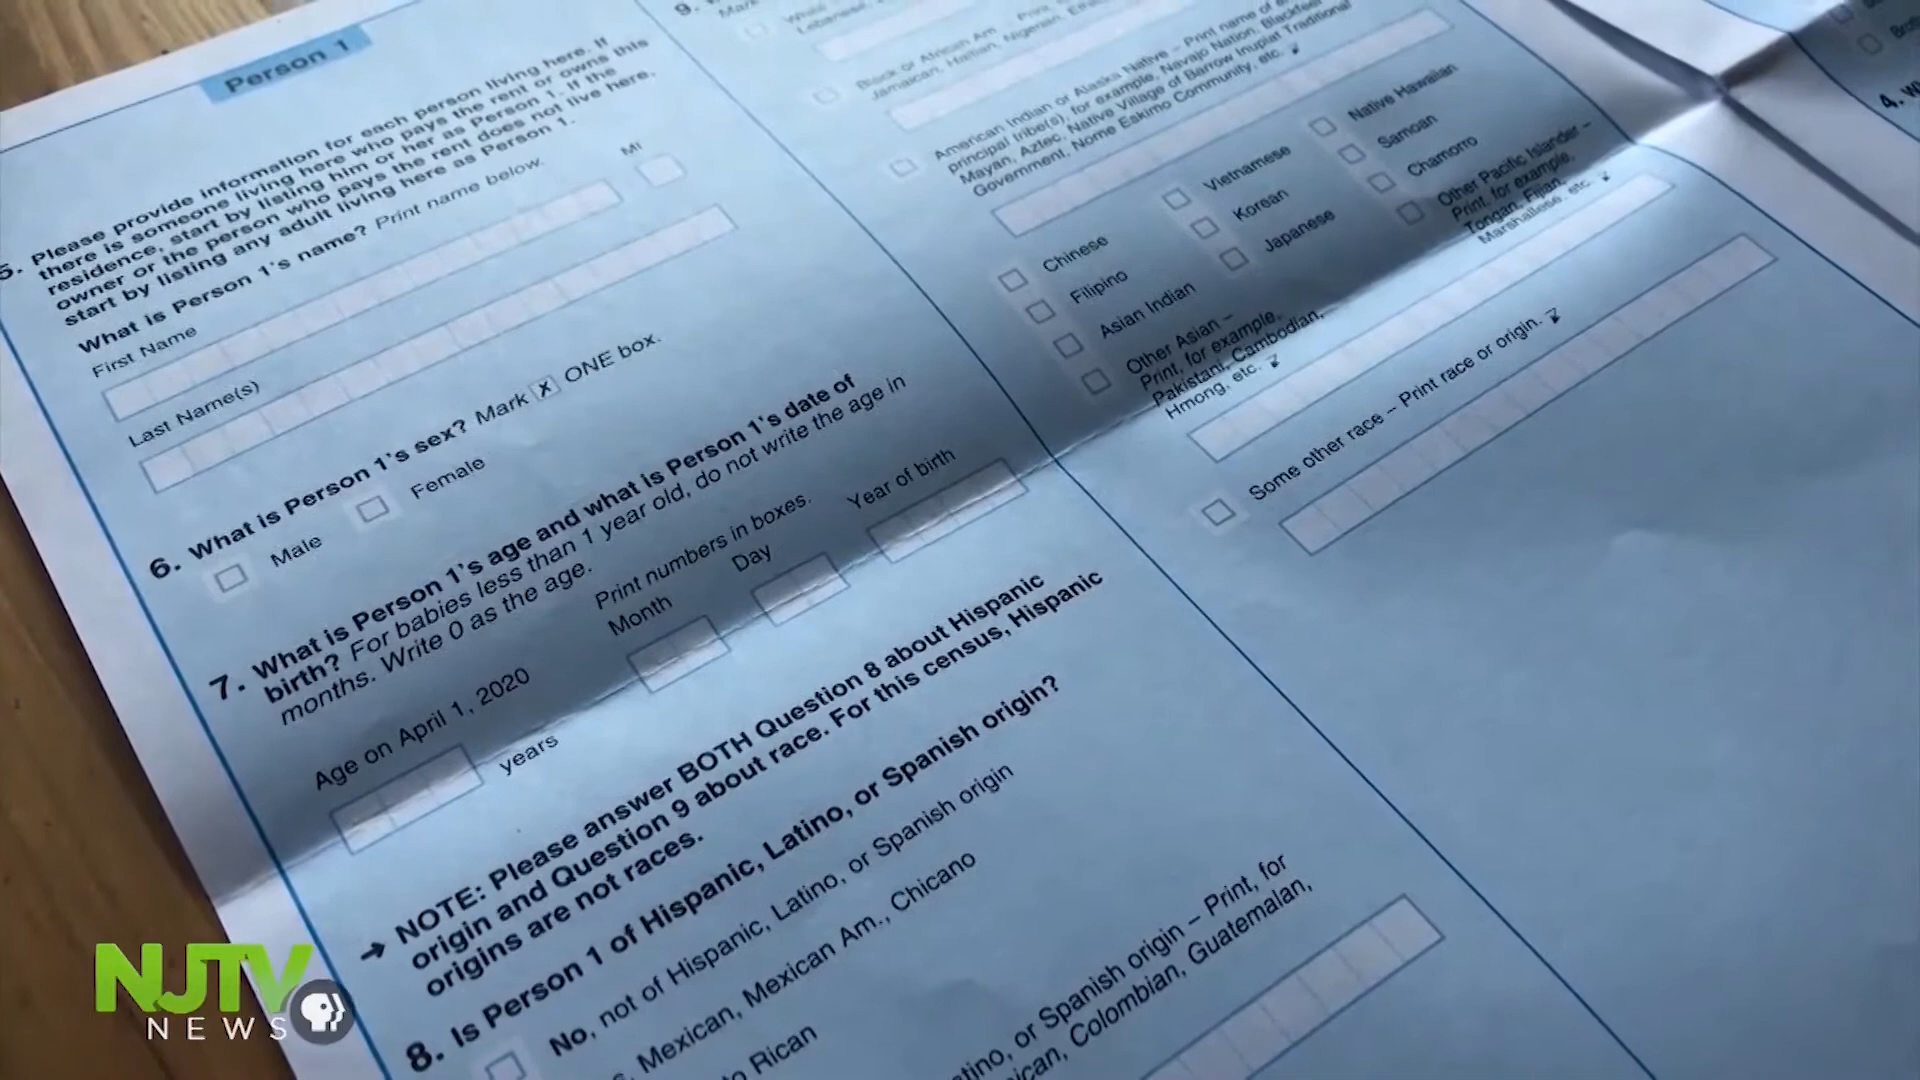 Person 1
5. Please provide information for each person living here. If
there is someone living here who pays the rent or owns this
residence, start by listing him or her as Person 1. If the
owner or the person who pays the rent does not live here,
start by listing any adult living here as Person 1.
What is Person 1's name? Print name below.
First Name
MI
Last Name(s)
6. What is Person 1's sex? Mark X ONE box.
Male
Female
7. What is Person 1's age and what is Person 1's date of
birth? For babies less than 1 year old, do not write the age in
months. Write 0 as the age.
Print numbers in boxes.
Age on April 1, 2020
Month
Day
Year of birth
years
→ NOTE: Please answer BOTH Question 8 about Hispanic
origin and Question 9 about race. For this census, Hispanic
origins are not races.
8. Is Person 1 of Hispanic, Latino, or Spanish origin?
No, not of Hispanic, Latino, or Spanish origin
Mexican, Mexican Am., Chicano
Rican
or Spanish origin – Print, for
Colombian, Guatemalan,
9.
Black or African Am
Jamaican, Haitian, Nigerian,
American Indian or Alaska Native – Print name of
principal tribe(s), for example, Navajo Nation, Blackfeet
Mayan, Aztec, Native Village of Barrow Inupiat Traditional
Government, Nome Eskimo Community, etc.
Chinese
Filipino
Asian Indian
Other Asian –
Print, for example,
Pakistani, Cambodian,
Hmong, etc.
Vietnamese
Korean
Japanese
Native Hawaiian
Samoan
Chamorro
Other Pacific Islander –
Print, for example,
Tongan, Fijian,
Marshallese, etc.
Some other race – Print race or origin.
4.
NJTV
NEWS